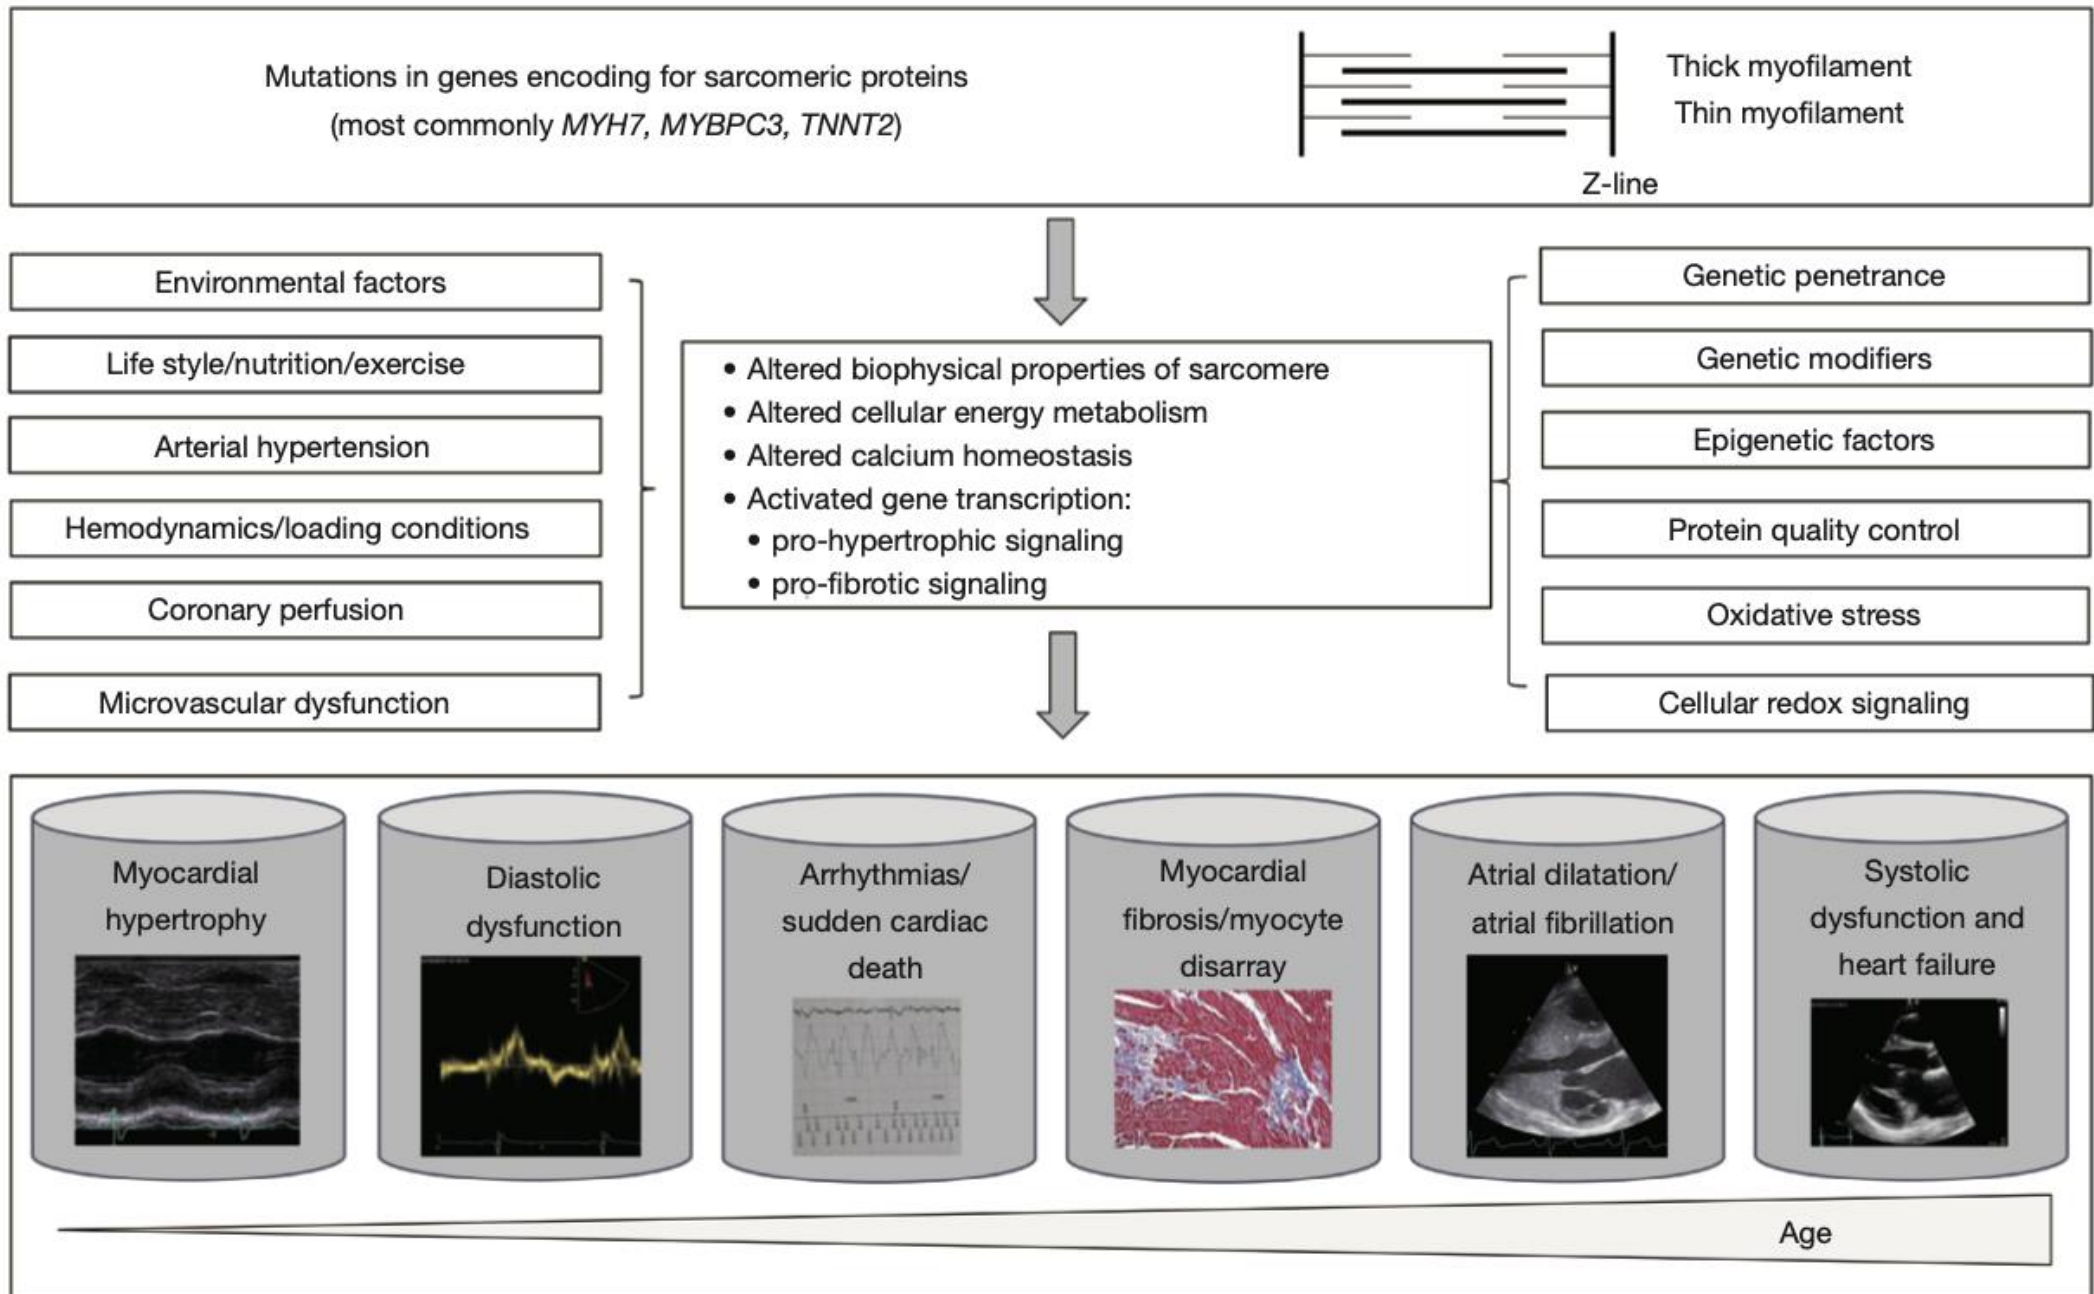 Mutations in genes encoding for sarcomeric proteins
(most commonly MYH7, MYBPC3, TNNT2)
Thick myofilament
Thin myofilament
Z-line
Environmental factors
Life style/nutrition/exercise
Arterial hypertension
Hemodynamics/loading conditions
Coronary perfusion
Microvascular dysfunction
• Altered biophysical properties of sarcomere
• Altered cellular energy metabolism
• Altered calcium homeostasis
• Activated gene transcription:
• pro-hypertrophic signaling
• pro-fibrotic signaling
Genetic penetrance
Genetic modifiers
Epigenetic factors
Protein quality control
Oxidative stress
Cellular redox signaling
Myocardial
hypertrophy
Diastolic
dysfunction
Arrhythmias/
sudden cardiac
death
Myocardial
fibrosis/myocyte
disarray
Atrial dilatation/
atrial fibrillation
Systolic
dysfunction and
heart failure
Age